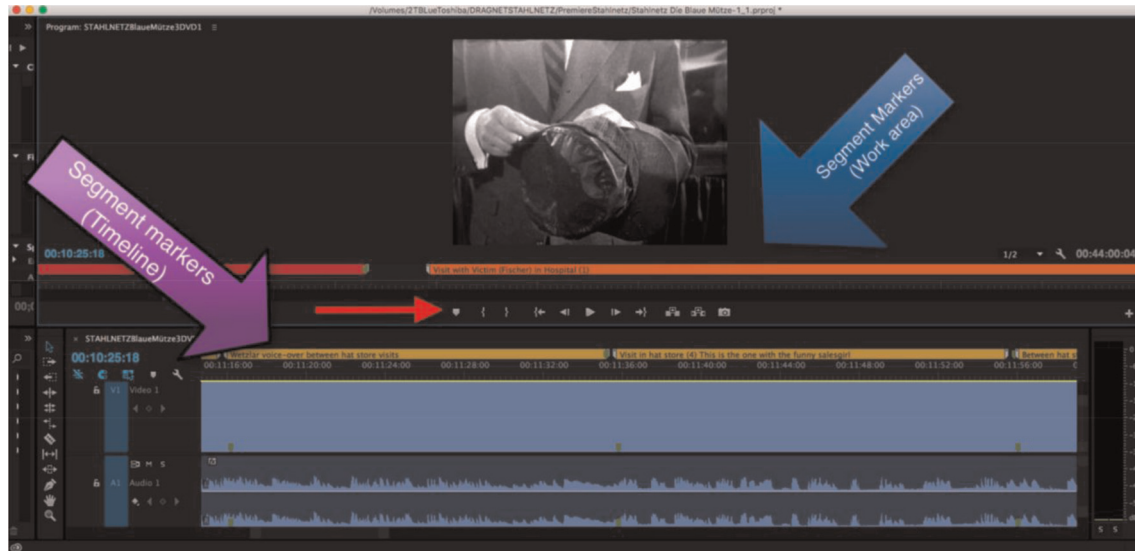 /Volumes/2TBLueToshiba/DRAGNETSTAHLNETZ/PremiereStahlnetz/Stahlnetz Die Blaue Mütze-1_1.prproj *
Program: STAHLNETZBlaueMütze3DVD1
Segment Markers
(Work area)
Segment markers
(Timeline)
00:10:25:18
1/2
00:44:00:04
Visit with Victim (Fischer) in Hospital (1)
STAHLNETZBlaueMütze3DV
00:10:25:18
Wetzlar voice-over between hat store visits
Visit in hat store (4) This is the one with the funny salesgirl
Between hat s
00:11:16:00 00:11:20:00 00:11:24:00 00:11:28:00 00:11:32:00 00:11:36:00 00:11:40:00 00:11:44:00 00:11:48:00 00:11:52:00 00:11:56:00
V1 Video 1
M S
A1 Audio 1
S S